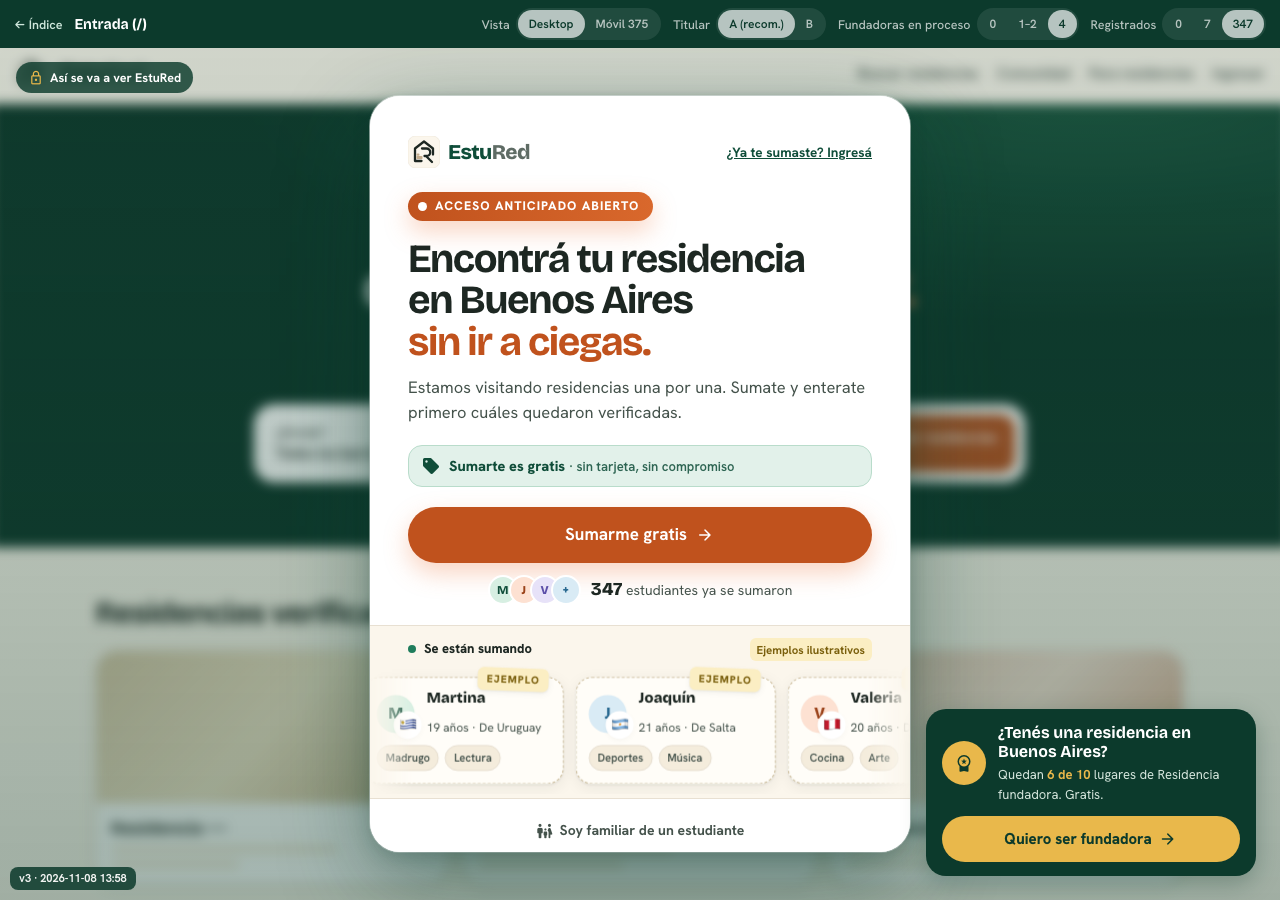 ← Índice Entrada (/)
Vista Desktop Móvil 375 Titular A (recom.) B Fundadoras en proceso 0 1–2 4 Registrados 0 7 347
Así se va a ver EstuRed
EstuRed
¿Ya te sumaste? Ingresá
ACCESO ANTICIPADO ABIERTO
Encontrá tu residencia
en Buenos Aires
sin ir a ciegas.
Estamos visitando residencias una por una. Sumate y enterate
primero cuáles quedaron verificadas.
Sumarte es gratis · sin tarjeta, sin compromiso
Sumarme gratis →
M J V + 347 estudiantes ya se sumaron
Se están sumando
Ejemplos ilustrativos
EJEMPLO
M
Martina
19 años · De Uruguay
Madrugo Lectura
EJEMPLO
J
Joaquín
21 años · De Salta
Deportes Música
V
Valeria
20 años ·
Cocina Arte
Soy familiar de un estudiante
¿Tenés una residencia en
Buenos Aires?
Quedan 6 de 10 lugares de Residencia
fundadora. Gratis.
Quiero ser fundadora →
v3 · 2026-11-08 13:58